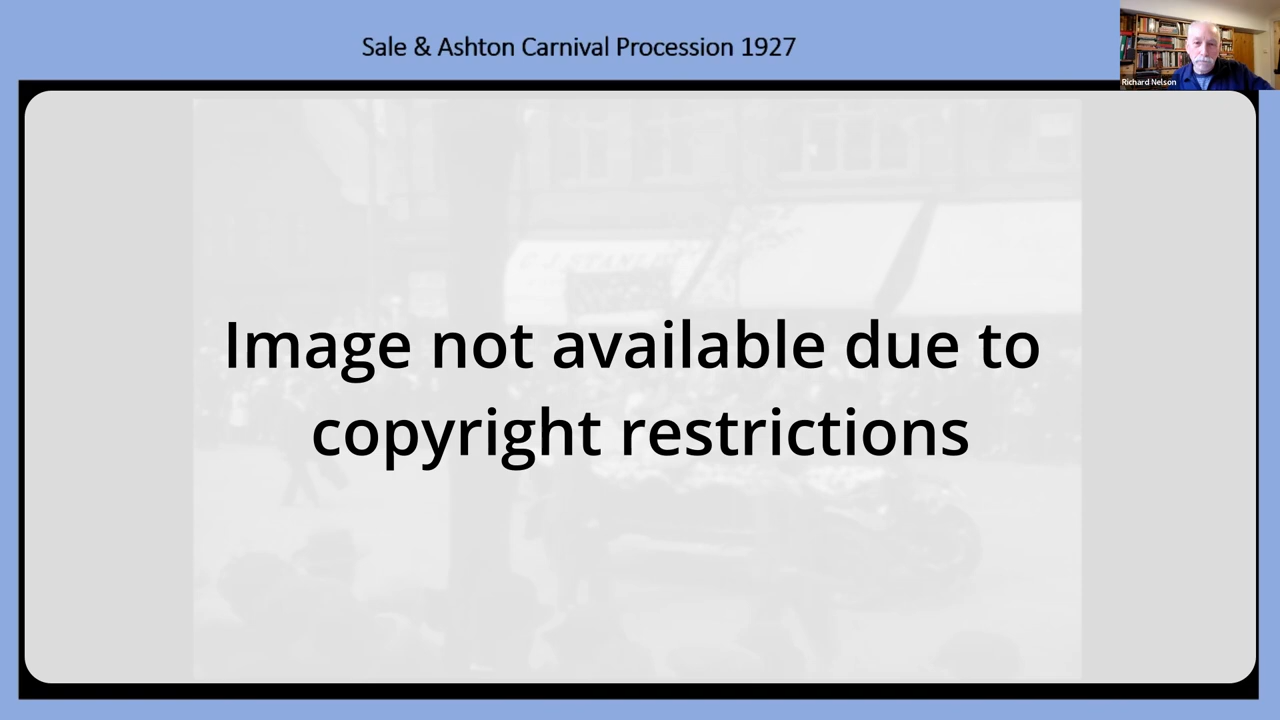 Sale & Ashton Carnival Procession 1927
Richard Nelson
Image not available due to
copyright restrictions